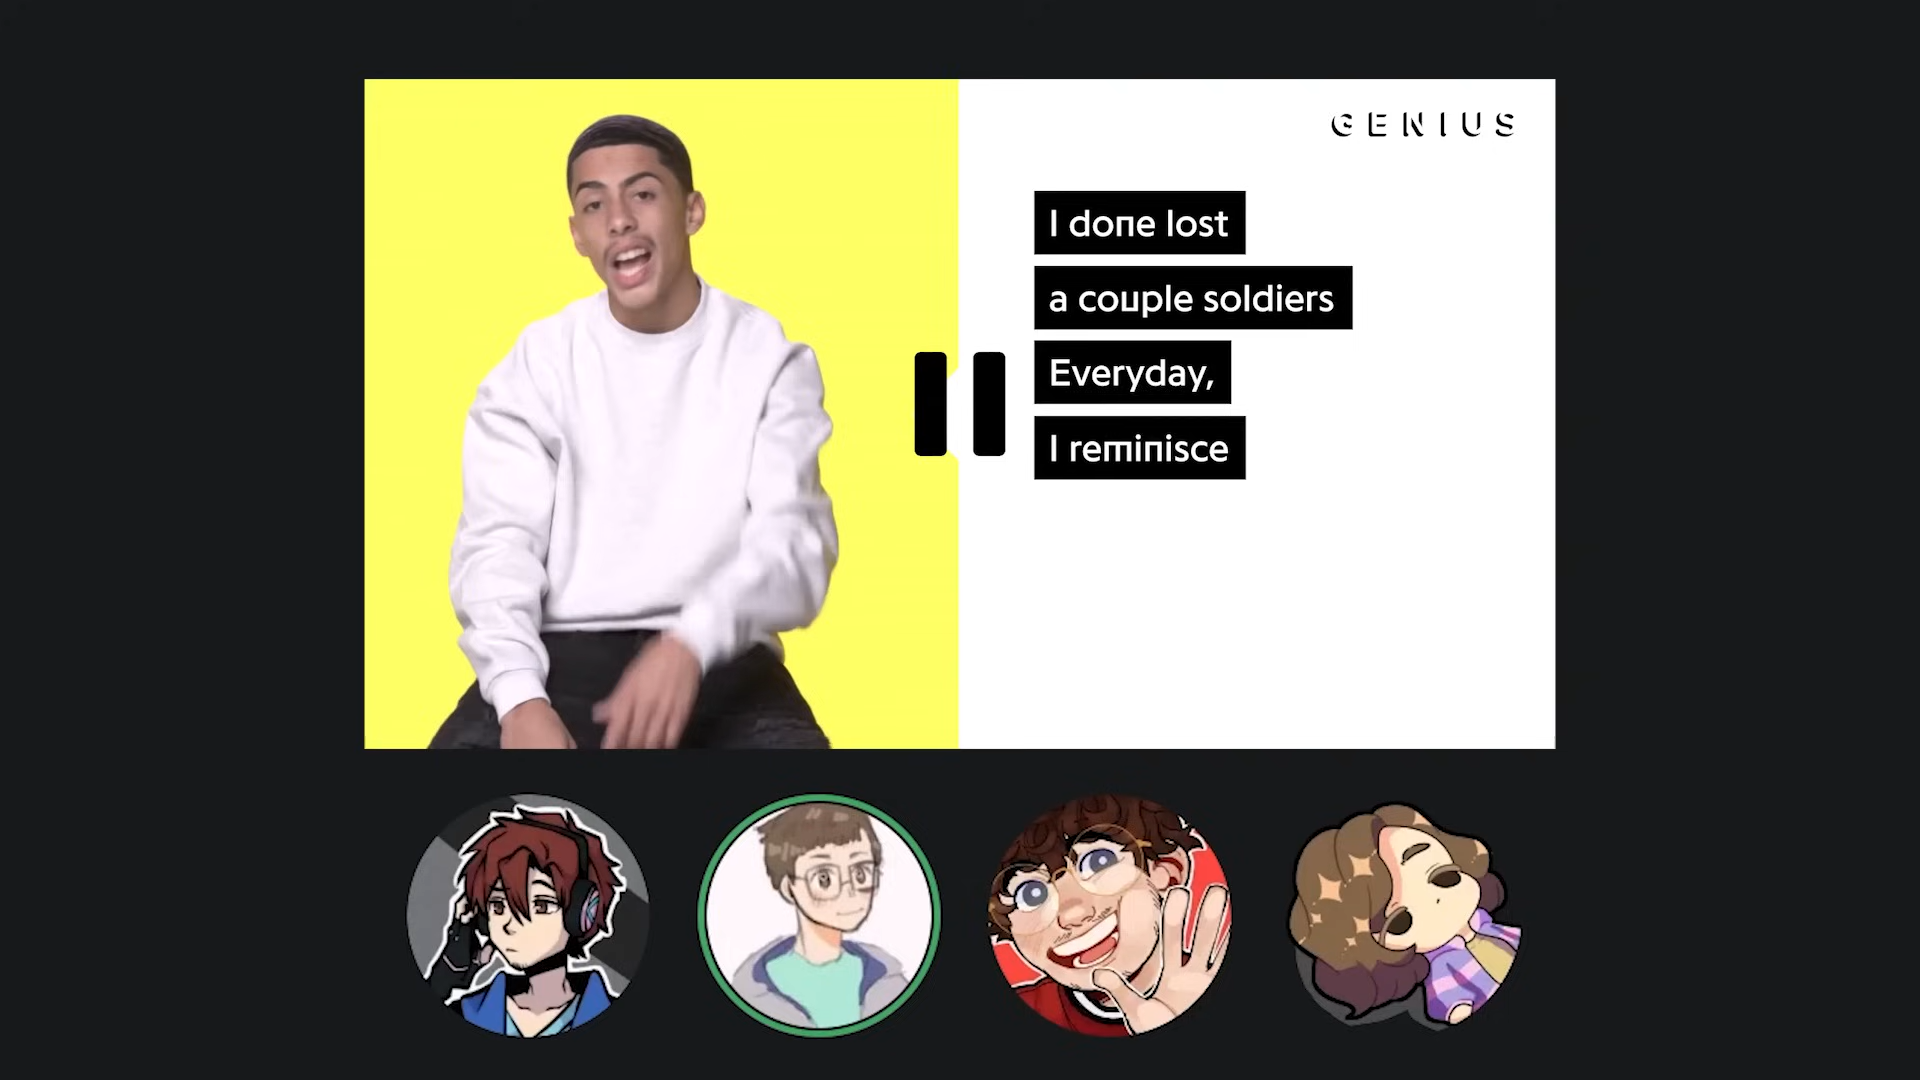 GENIUS
I done lost
a couple soldiers
Everyday,
I reminisce